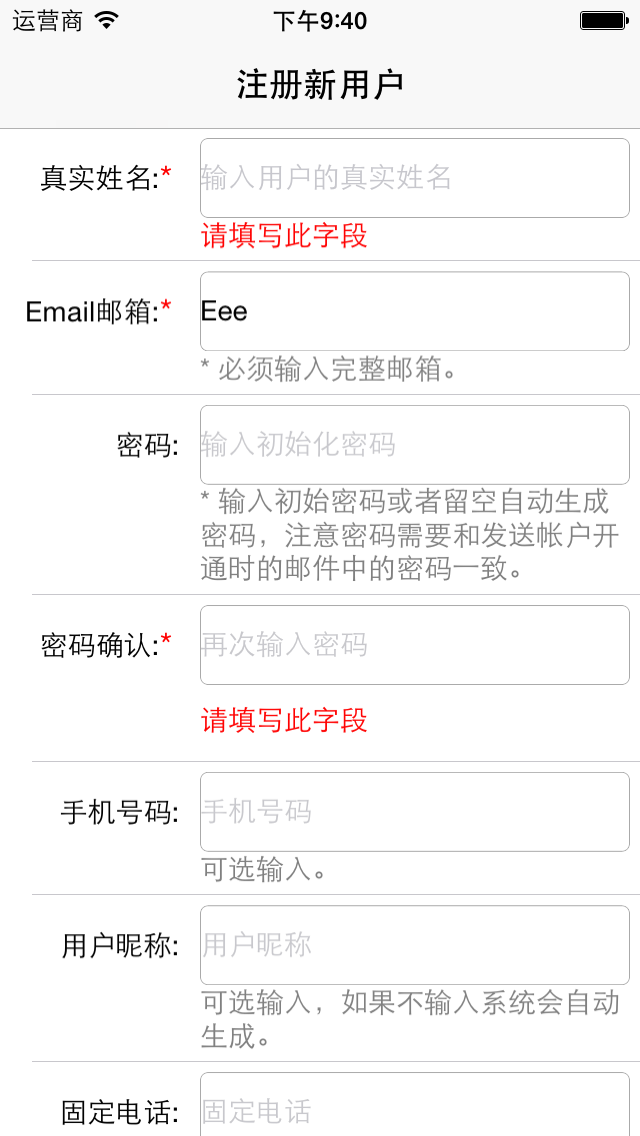 运营商 下午9:40
注册新用户
真实姓名:* 输入用户的真实姓名
请填写此字段
Email邮箱:* Eee
* 必须输入完整邮箱。
密码: 输入初始化密码
* 输入初始密码或者留空自动生成
密码，注意密码需要和发送帐户开
通时的邮件中的密码一致。
密码确认:* 再次输入密码
请填写此字段
手机号码: 手机号码
可选输入。
用户昵称: 用户昵称
可选输入，如果不输入系统会自动
生成。
固定电话: 固定电话